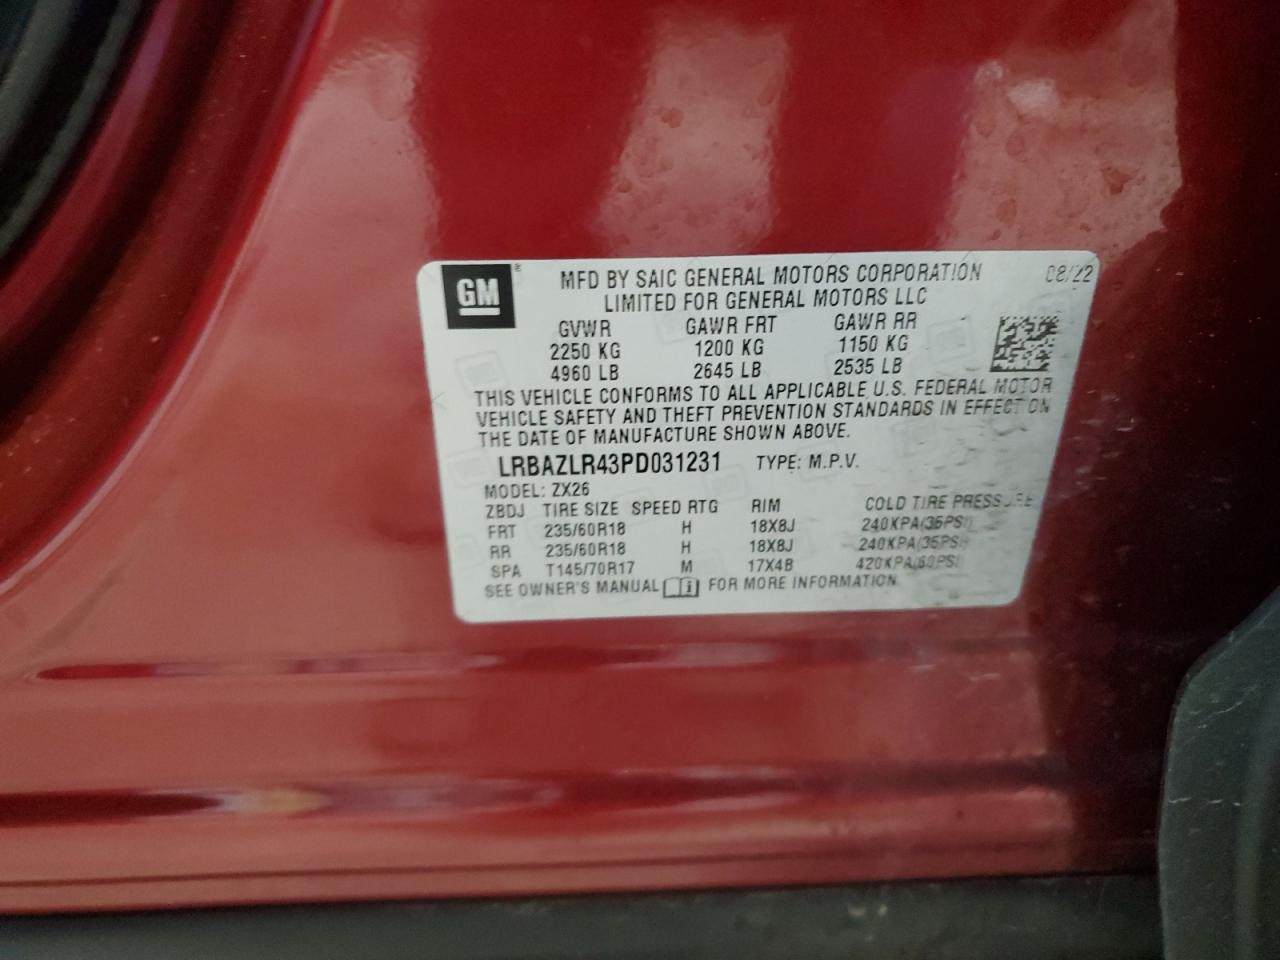 GM ® MFD BY SAIC GENERAL MOTORS CORPORATION 08/22
LIMITED FOR GENERAL MOTORS LLC
GVWR GAWR FRT GAWR RR
2250 KG 1200 KG 1150 KG
4960 LB 2645 LB 2535 LB
THIS VEHICLE CONFORMS TO ALL APPLICABLE U.S. FEDERAL MOTOR
VEHICLE SAFETY AND THEFT PREVENTION STANDARDS IN EFFECT ON
THE DATE OF MANUFACTURE SHOWN ABOVE.
LRBAZLR43PD031231 TYPE: M.P.V.
MODEL: ZX26
ZBDJ TIRE SIZE SPEED RTG RIM COLD TIRE PRESSURE
FRT 235/60R18 H 18X8J 240KPA(35PSI)
RR 235/60R18 H 18X8J 240KPA(35PSI)
SPA T145/70R17 M 17X4B 420KPA(60PSI)
SEE OWNER'S MANUAL i FOR MORE INFORMATION